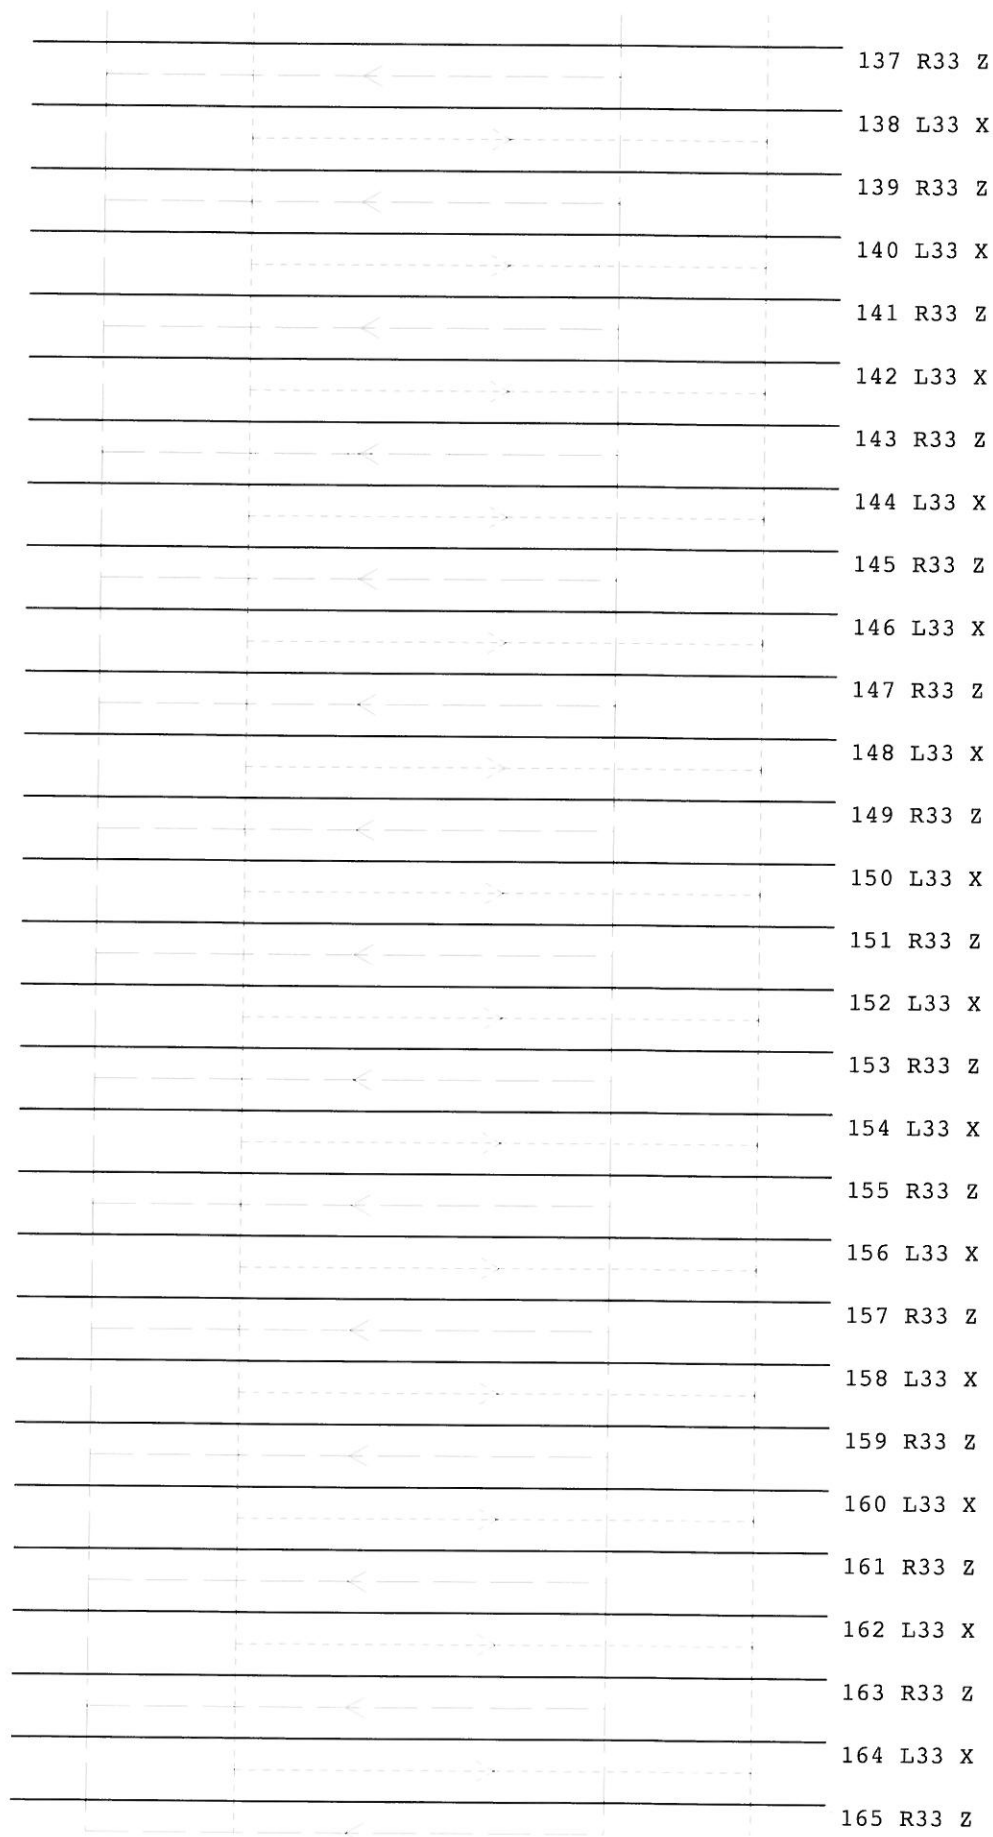 137 R33 Z
138 L33 X
139 R33 Z
140 L33 X
141 R33 Z
142 L33 X
143 R33 Z
144 L33 X
145 R33 Z
146 L33 X
147 R33 Z
148 L33 X
149 R33 Z
150 L33 X
151 R33 Z
152 L33 X
153 R33 Z
154 L33 X
155 R33 Z
156 L33 X
157 R33 Z
158 L33 X
159 R33 Z
160 L33 X
161 R33 Z
162 L33 X
163 R33 Z
164 L33 X
165 R33 Z